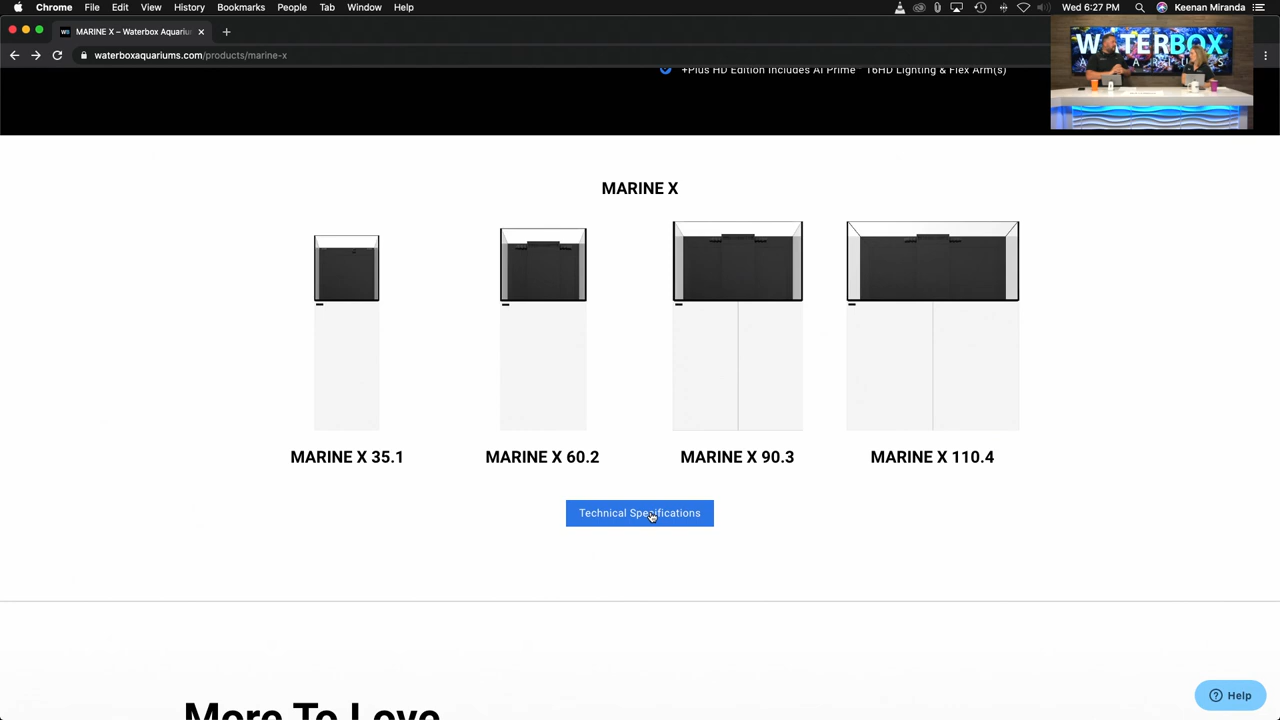 Chrome File Edit View History Bookmarks People Tab Window Help Wed 6:27 PM Keenan Miranda
MARINE X – Waterbox Aquariu
waterboxaquariums.com/products/marine-x
WATERBOX
+Plus HD Edition Includes AI Prime 16HD Lighting & Flex Arm(s)
MARINE X
MARINE X 35.1 MARINE X 60.2 MARINE X 90.3 MARINE X 110.4
Technical Specifications
More To Love
Help